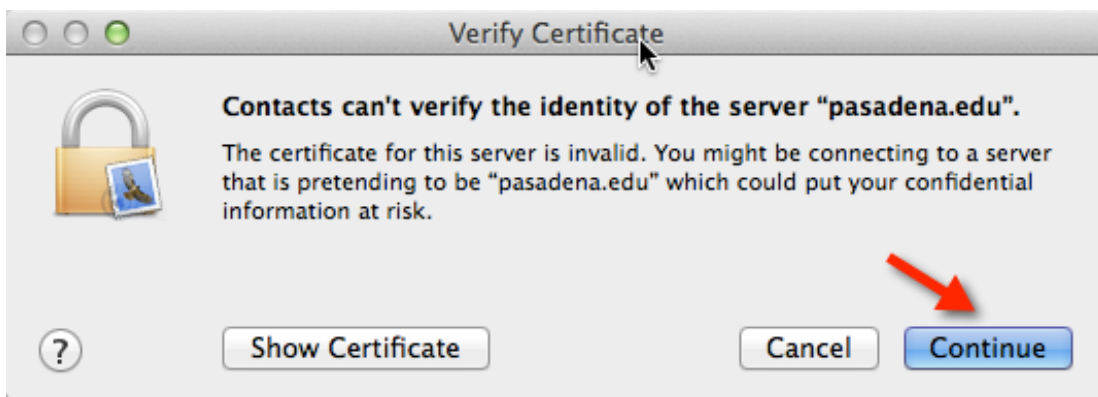 Verify Certificate
Contacts can't verify the identity of the server “pasadena.edu”.
The certificate for this server is invalid. You might be connecting to a server
that is pretending to be “pasadena.edu” which could put your confidential
information at risk.
?
Show Certificate
Cancel
Continue